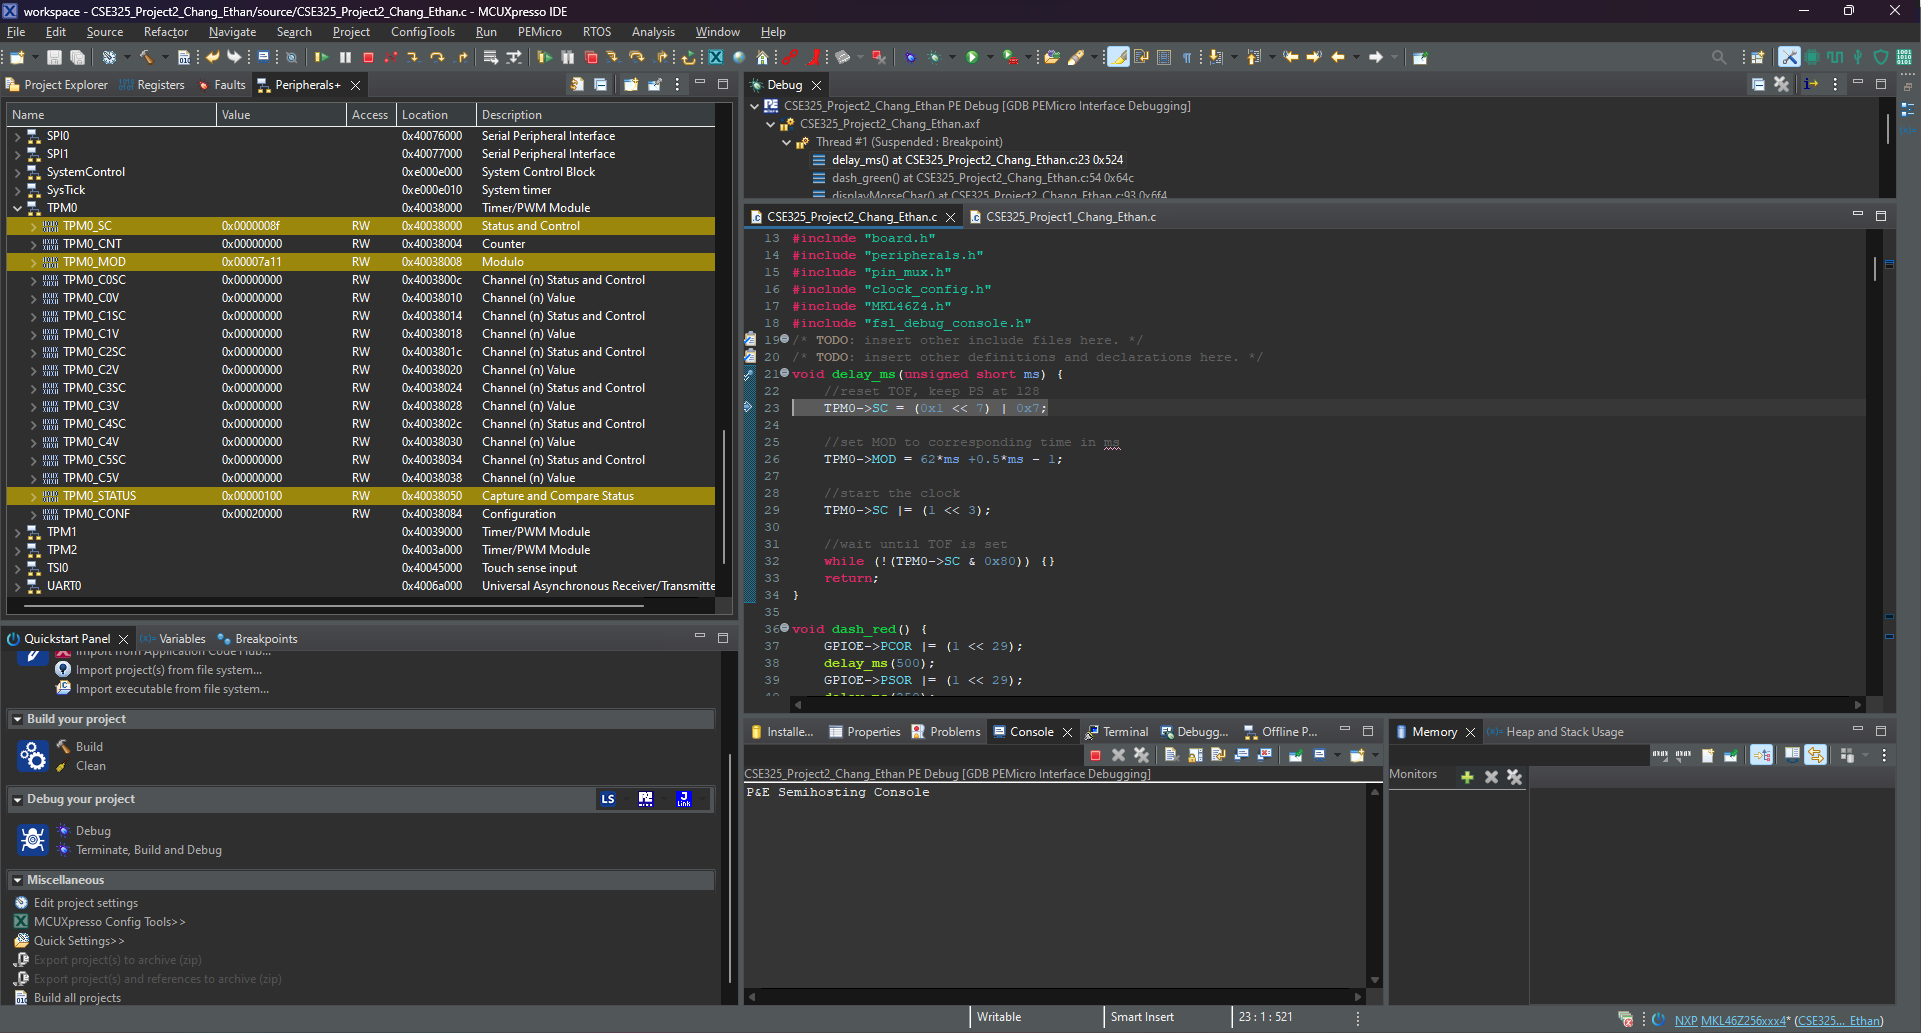 workspace - CSE325_Project2_Chang_Ethan/source/CSE325_Project2_Chang_Ethan.c - MCUXpresso IDE
File Edit Source Refactor Navigate Search Project ConfigTools Run PEMicro RTOS Analysis Window Help
Project Explorer Registers Faults Peripherals+
Name Value Access Location Description
SPI0 0x40076000 Serial Peripheral Interface
SPI1 0x40077000 Serial Peripheral Interface
SystemControl 0xe000e000 System Control Block
SysTick 0xe000e010 System timer
TPM0 0x40038000 Timer/PWM Module
TPM0_SC 0x0000008f RW 0x40038000 Status and Control
TPM0_CNT 0x00000000 RW 0x40038004 Counter
TPM0_MOD 0x00007a11 RW 0x40038008 Modulo
TPM0_C0SC 0x00000000 RW 0x4003800c Channel (n) Status and Control
TPM0_C0V 0x00000000 RW 0x40038010 Channel (n) Value
TPM0_C1SC 0x00000000 RW 0x40038014 Channel (n) Status and Control
TPM0_C1V 0x00000000 RW 0x40038018 Channel (n) Value
TPM0_C2SC 0x00000000 RW 0x4003801c Channel (n) Status and Control
TPM0_C2V 0x00000000 RW 0x40038020 Channel (n) Value
TPM0_C3SC 0x00000000 RW 0x40038024 Channel (n) Status and Control
TPM0_C3V 0x00000000 RW 0x40038028 Channel (n) Value
TPM0_C4SC 0x00000000 RW 0x4003802c Channel (n) Status and Control
TPM0_C4V 0x00000000 RW 0x40038030 Channel (n) Value
TPM0_C5SC 0x00000000 RW 0x40038034 Channel (n) Status and Control
TPM0_C5V 0x00000000 RW 0x40038038 Channel (n) Value
TPM0_STATUS 0x00000100 RW 0x40038050 Capture and Compare Status
TPM0_CONF 0x00020000 RW 0x40038084 Configuration
TPM1 0x40039000 Timer/PWM Module
TPM2 0x4003a000 Timer/PWM Module
TSI0 0x40045000 Touch sense input
UART0 0x4006a000 Universal Asynchronous Receiver/Transmitte
Quickstart Panel Variables Breakpoints
Import from Application Code Hub...
Import project(s) from file system...
Import executable from file system...
Build your project
Build
Clean
Debug your project LS PE J Link
Debug
Terminate, Build and Debug
Miscellaneous
Edit project settings
MCUXpresso Config Tools>>
Quick Settings>>
Export project(s) to archive (zip)
Export project(s) and references to archive (zip)
Build all projects
Debug
CSE325_Project2_Chang_Ethan PE Debug [GDB PEMicro Interface Debugging]
CSE325_Project2_Chang_Ethan.axf
Thread #1 (Suspended : Breakpoint)
delay_ms() at CSE325_Project2_Chang_Ethan.c:23 0x524
dash_green() at CSE325_Project2_Chang_Ethan.c:54 0x64c
displayMorseChar() at CSE325_Project2_Chang_Ethan.c:93 0x6f4
CSE325_Project2_Chang_Ethan.c CSE325_Project1_Chang_Ethan.c
13 #include "board.h"
14 #include "peripherals.h"
15 #include "pin_mux.h"
16 #include "clock_config.h"
17 #include "MKL46Z4.h"
18 #include "fsl_debug_console.h"
19 /* TODO: insert other include files here. */
20 /* TODO: insert other definitions and declarations here. */
21 void delay_ms(unsigned short ms) {
22 //reset TOF, keep PS at 128
23 TPM0->SC = (0x1 << 7) | 0x7;
24
25 //set MOD to corresponding time in ms
26 TPM0->MOD = 62*ms +0.5*ms - 1;
27
28 //start the clock
29 TPM0->SC |= (1 << 3);
30
31 //wait until TOF is set
32 while (!(TPM0->SC & 0x80)) {}
33 return;
34 }
35
36 void dash_red() {
37 GPIOE->PCOR |= (1 << 29);
38 delay_ms(500);
39 GPIOE->PSOR |= (1 << 29);
40 delay_ms(250);
Installe... Properties Problems Console Terminal Debugg... Offline P...
CSE325_Project2_Chang_Ethan PE Debug [GDB PEMicro Interface Debugging]
P&E Semihosting Console
Memory Heap and Stack Usage
Monitors
Writable Smart Insert 23 : 1 : 521
NXP MKL46Z256xxx4* (CSE325... Ethan)